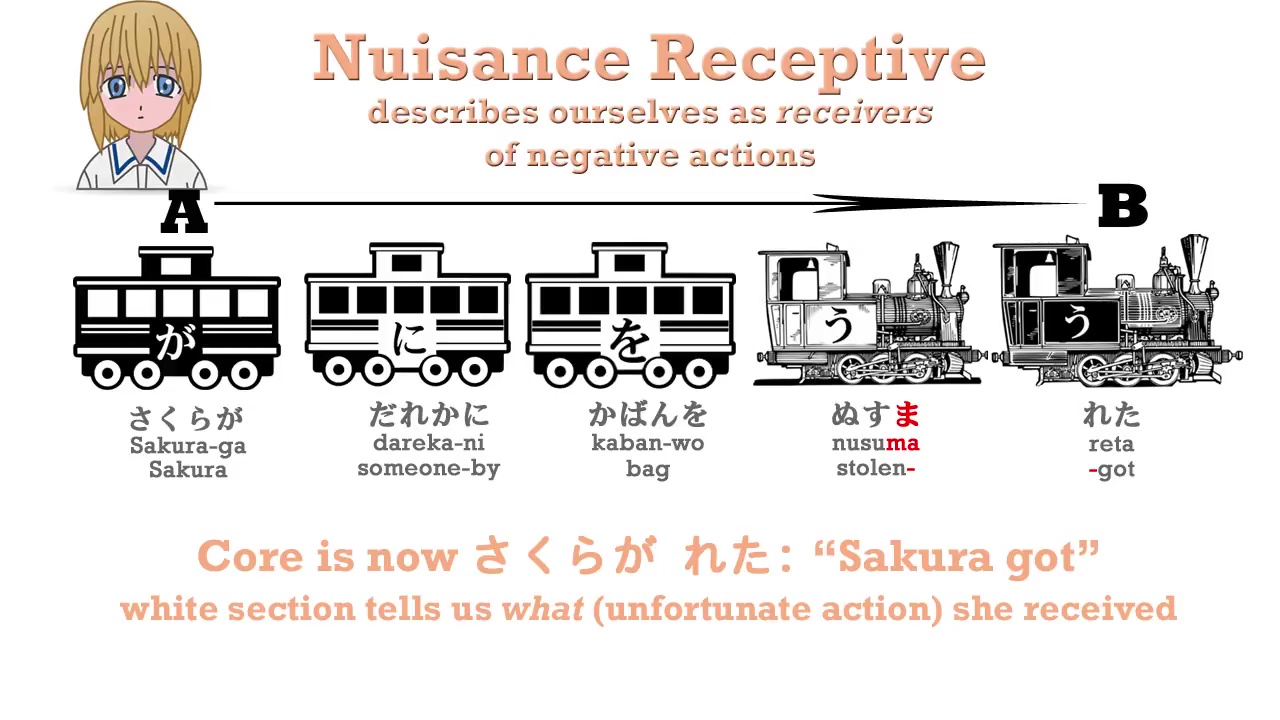 Nuisance Receptive
describes ourselves as receivers
of negative actions
A B
が に を う う
さくらが だれかに かばんを ぬすま れた
Sakura-ga dareka-ni kaban-wo nusuma reta
Sakura someone-by bag stolen- -got
Core is now さくらが れた: “Sakura got”
white section tells us what (unfortunate action) she received